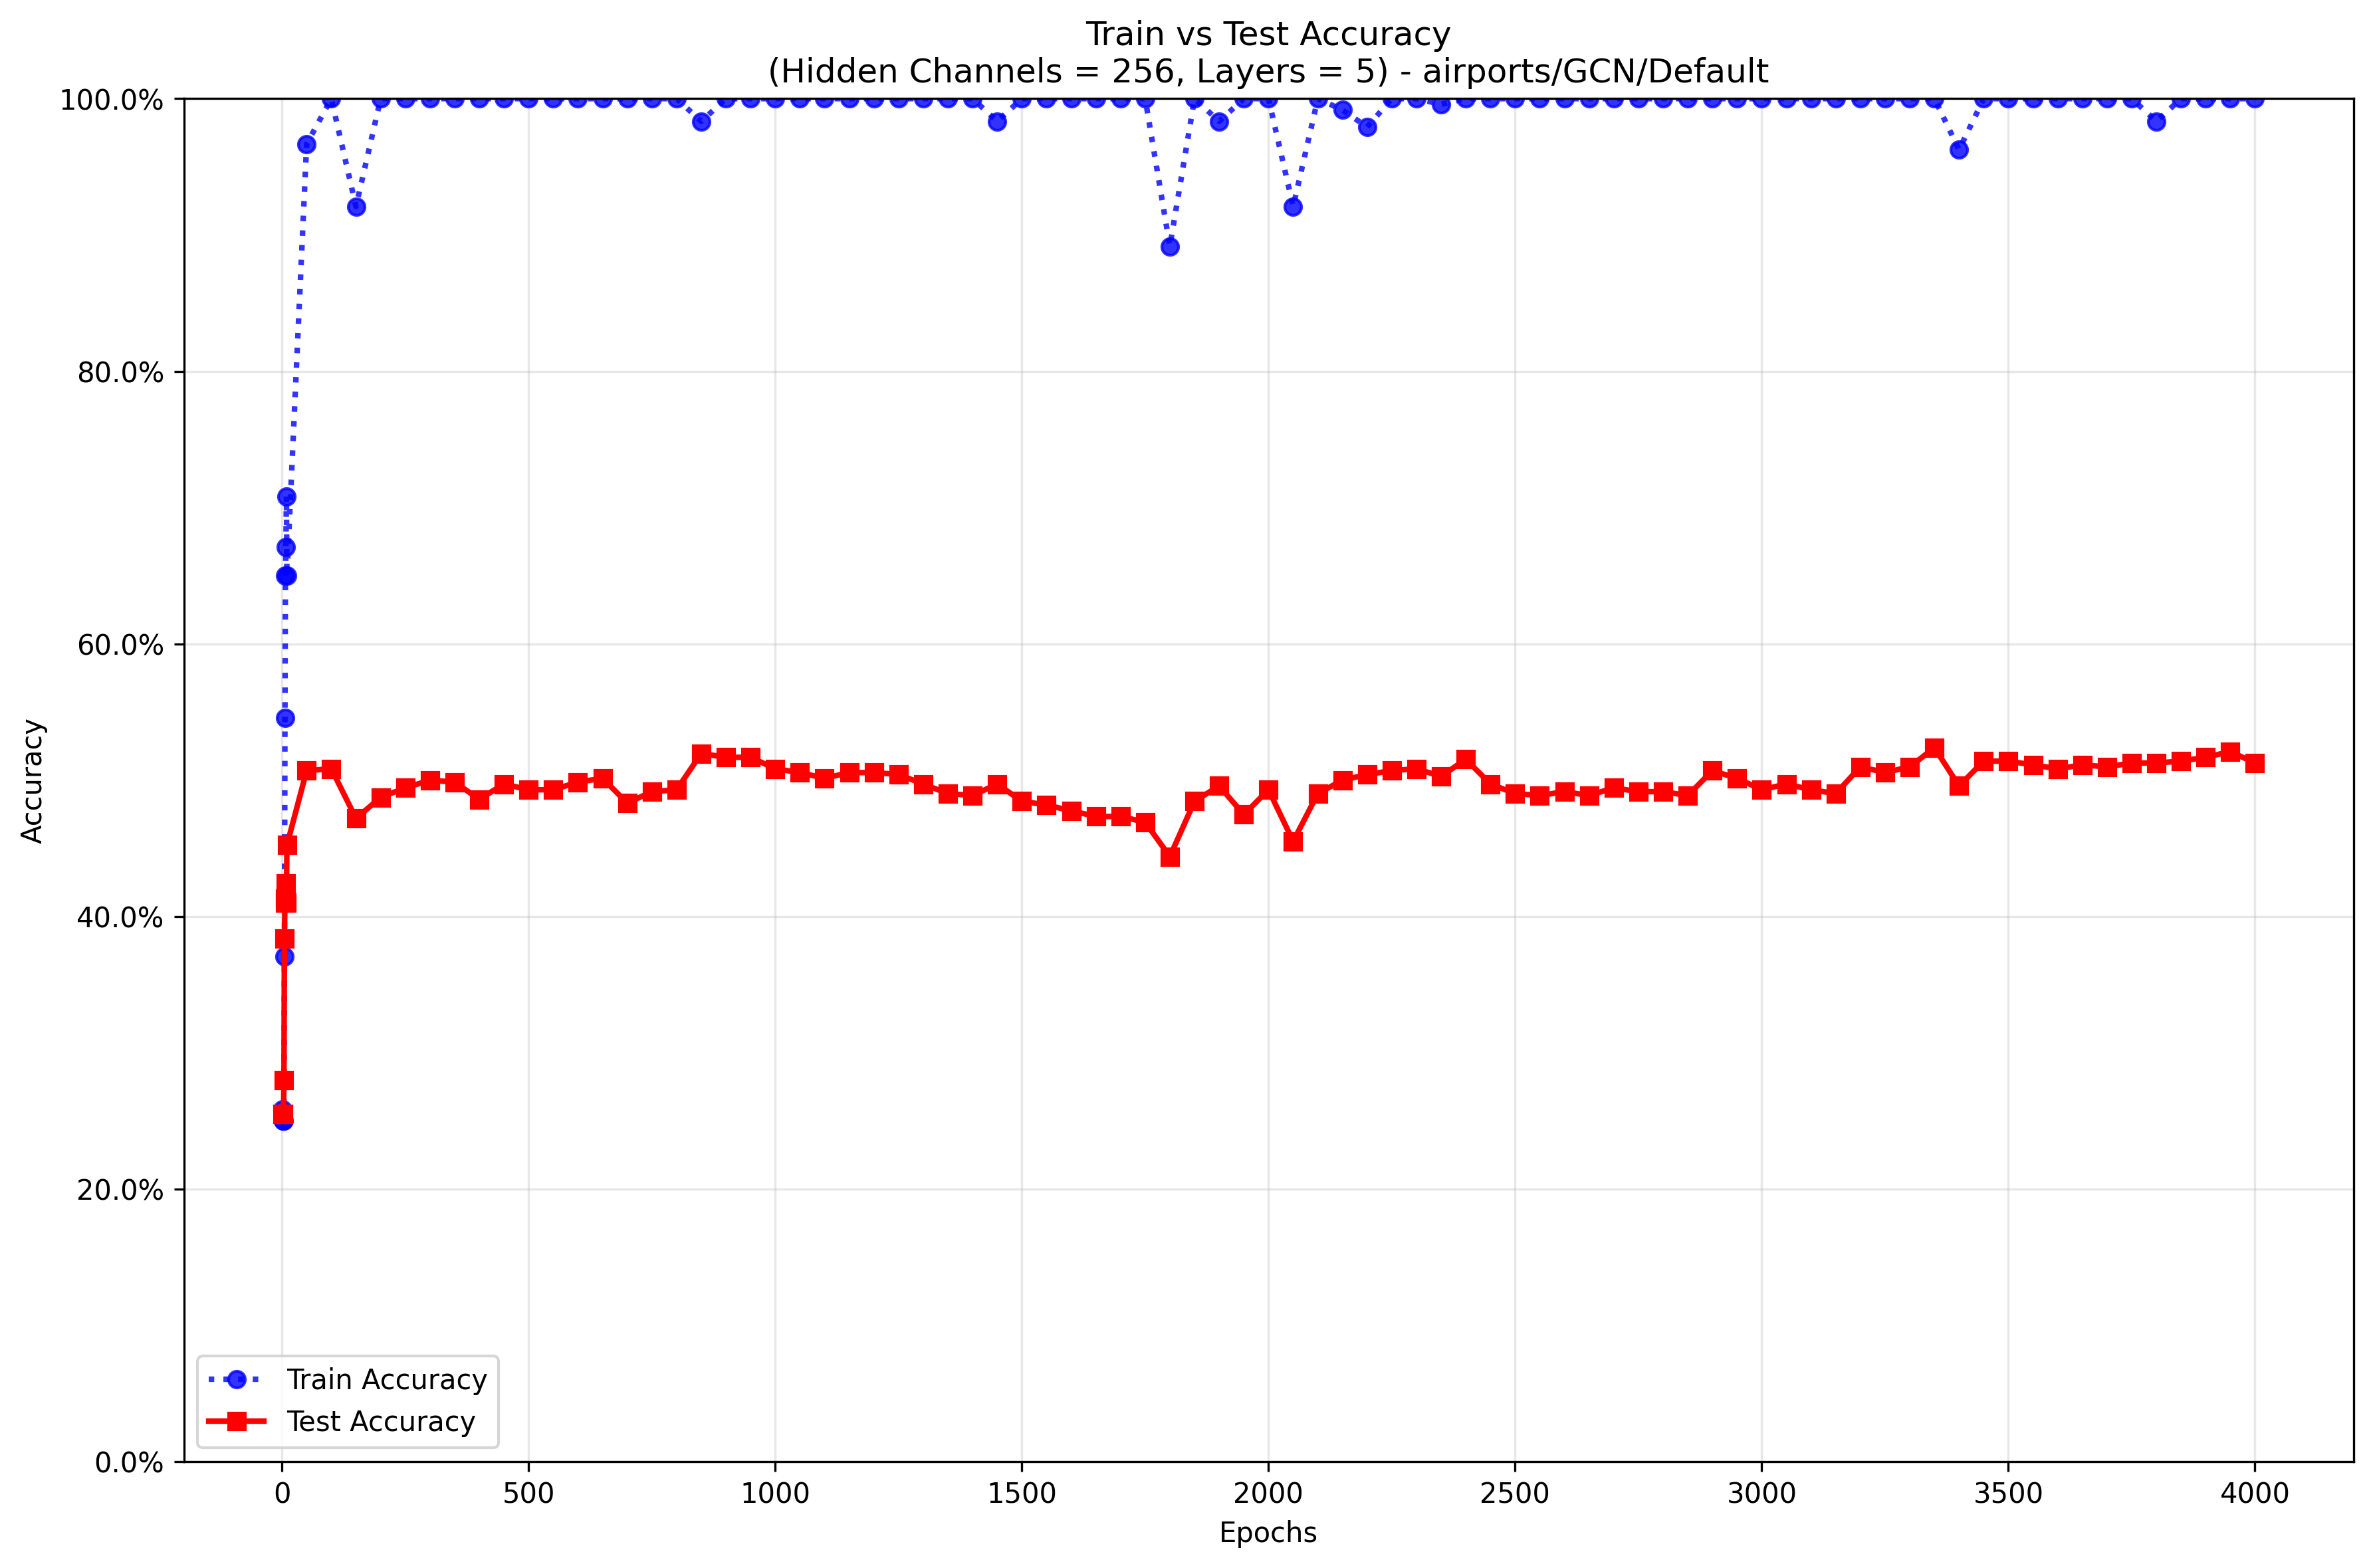 Train vs Test Accuracy
(Hidden Channels = 256, Layers = 5) - airports/GCN/Default
100.0%
80.0%
60.0%
40.0%
20.0%
0.0%
Accuracy
Train Accuracy
Test Accuracy
0
500
1000
1500
2000
2500
3000
3500
4000
Epochs